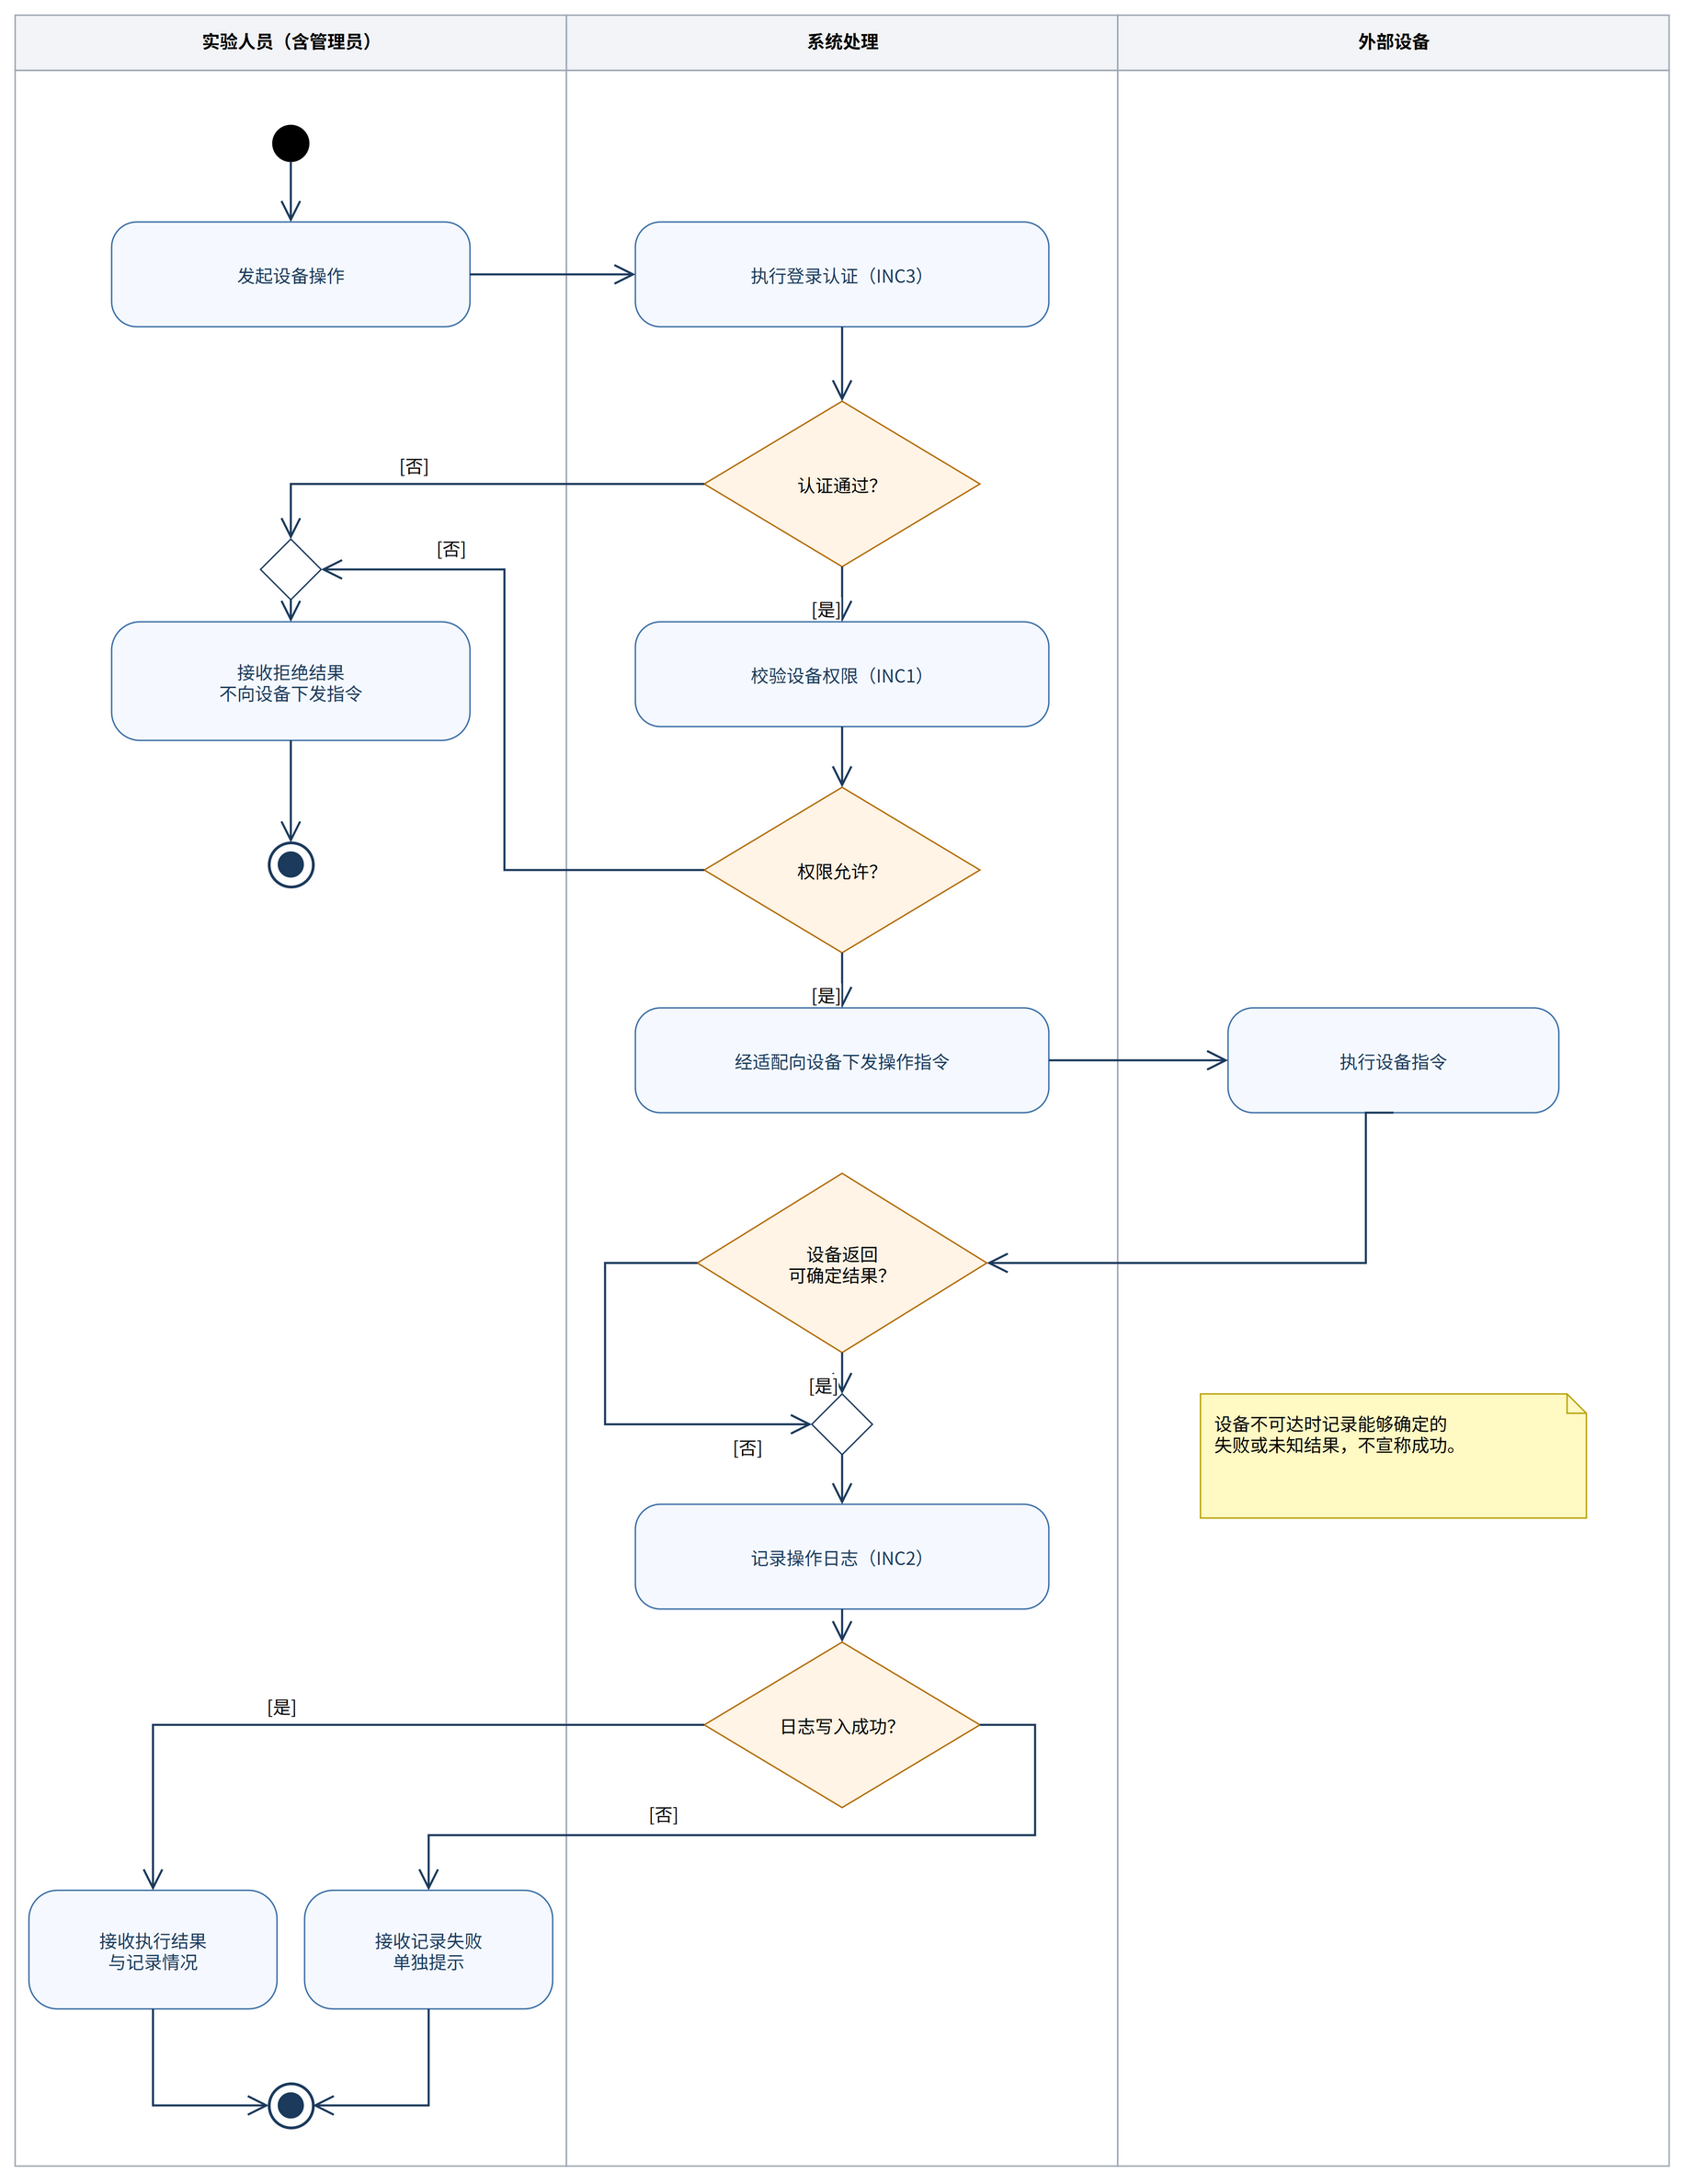 实验人员（含管理员）
系统处理
外部设备
发起设备操作
执行登录认证（INC3）
[否]
认证通过？
[否]
[是]
接收拒绝结果
不向设备下发指令
校验设备权限（INC1）
权限允许？
[是]
经适配向设备下发操作指令
执行设备指令
设备返回
可确定结果？
[是]
[否]
设备不可达时记录能够确定的
失败或未知结果，不宣称成功。
记录操作日志（INC2）
[是]
日志写入成功？
[否]
接收执行结果
与记录情况
接收记录失败
单独提示